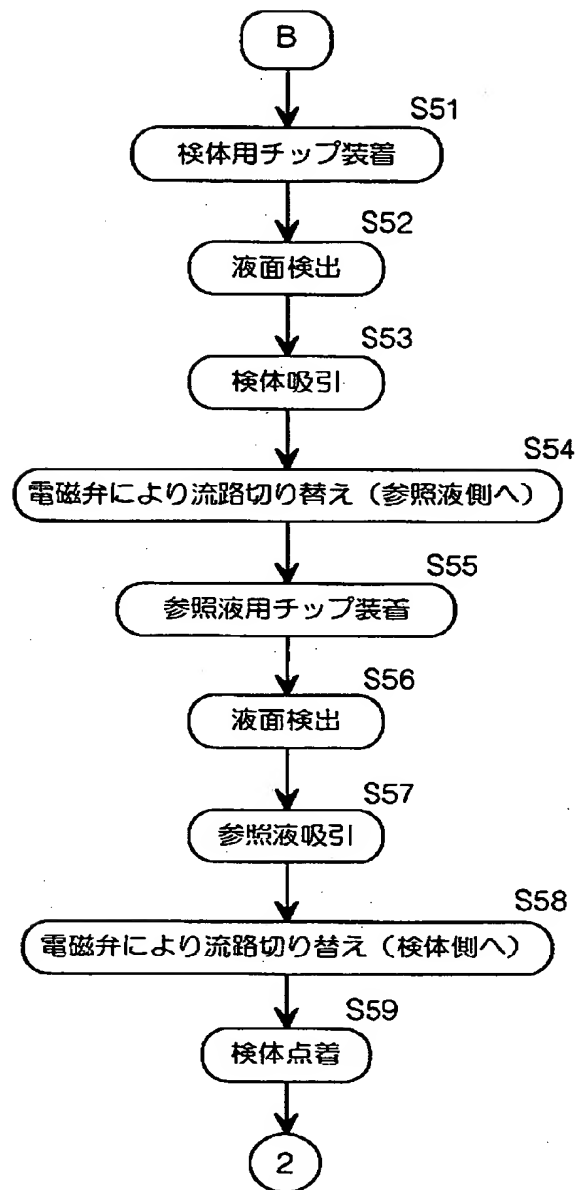 B
S51
検体用チップ装着
S52
液面検出
S53
検体吸引
S54
電磁弁により流路切り替え（参照液側へ）
S55
参照液用チップ装着
S56
液面検出
S57
参照液吸引
S58
電磁弁により流路切り替え（検体側へ）
S59
検体点着
2